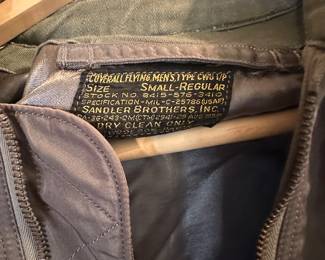 COVERALL, FLYING, MEN'S, TYPE CWU 1/P
SIZE SMALL-REGULAR
STOCK NO. 8415-576-3410
SPECIFICATION-MIL-C-25786(USAF)
SANDLER BROTHERS, INC.
DRY CLEAN ONLY